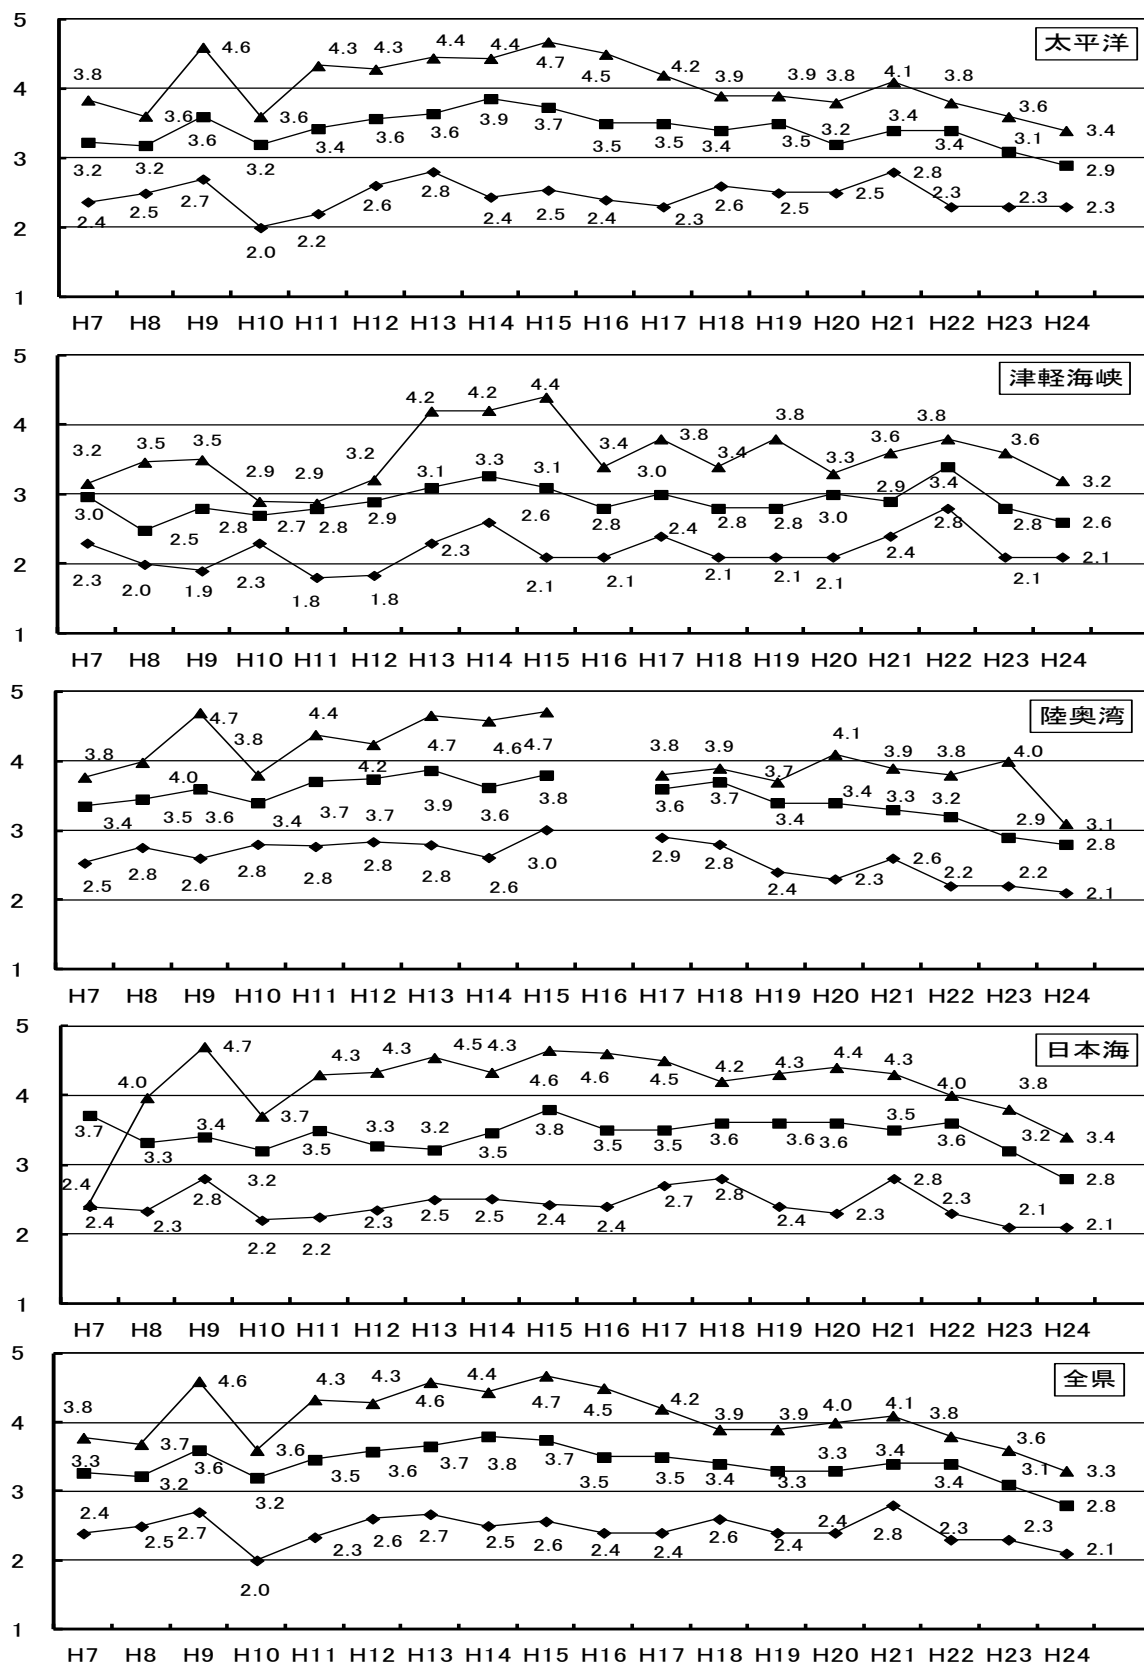 5
太平洋
4.6 4.3 4.3 4.4 4.4
3.8 4.7 4.5 4.2 3.9 3.9 3.8 4.1 3.8
4
3.6 3.6 3.6 3.4
3.6 3.4 3.6 3.6 3.9 3.7 3.5 3.5 3.4 3.5 3.2 3.4 3.4 3.1
3.2 3.2 3.2 2.9
3
2.4 2.5 2.7 2.0 2.2 2.6 2.8 2.4 2.5 2.4 2.3 2.6 2.5 2.5 2.8 2.3 2.3 2.3
2
1
H7 H8 H9 H10 H11 H12 H13 H14 H15 H16 H17 H18 H19 H20 H21 H22 H23 H24
5
津軽海峡
4.2 4.2 4.4
4
3.2 3.5 3.5 2.9 2.9 3.2 3.4 3.8 3.4 3.8 3.3 3.6 3.8 3.6 3.2
3
3.0 2.5 2.8 2.7 2.8 2.9 3.1 3.3 3.1 2.8 3.0 2.8 2.8 3.0 2.9 3.4 2.8 2.6
2
2.3 2.0 1.9 2.3 1.8 1.8 2.3 2.6 2.1 2.1 2.4 2.1 2.1 2.1 2.4 2.8 2.1 2.1
1
H7 H8 H9 H10 H11 H12 H13 H14 H15 H16 H17 H18 H19 H20 H21 H22 H23 H24
5
陸奥湾
4
3.8 4.0 4.7 3.8 4.4 4.2 4.7 4.6 4.7 3.8 3.9 3.7 4.1 3.9 3.8 4.0 3.1
3
3.4 3.5 3.6 3.4 3.7 3.7 3.9 3.6 3.8 3.6 3.7 3.4 3.4 3.3 3.2 2.9 2.8
2
2.5 2.8 2.6 2.8 2.8 2.8 2.8 2.6 3.0 2.9 2.8 2.4 2.3 2.6 2.2 2.2 2.1
1
H7 H8 H9 H10 H11 H12 H13 H14 H15 H16 H17 H18 H19 H20 H21 H22 H23 H24
5
日本海
4
2.4 4.0 4.7 3.7 4.3 4.3 4.5 4.3 4.6 4.6 4.5 4.2 4.3 4.4 4.3 4.0 3.8 3.4
3
3.7 3.3 3.4 3.2 3.5 3.3 3.2 3.5 3.8 3.5 3.5 3.6 3.6 3.6 3.5 3.6 3.2 2.8
2
2.4 2.3 2.8 2.2 2.2 2.3 2.5 2.5 2.4 2.4 2.7 2.8 2.4 2.3 2.8 2.3 2.1 2.1
1
H7 H8 H9 H10 H11 H12 H13 H14 H15 H16 H17 H18 H19 H20 H21 H22 H23 H24
5
全県
4
3.8 3.7 4.6 3.6 4.3 4.3 4.6 4.4 4.7 4.5 4.2 3.9 3.9 4.0 4.1 3.8 3.6 3.3
3
3.3 3.2 3.6 3.2 3.5 3.6 3.7 3.8 3.7 3.5 3.5 3.4 3.3 3.3 3.4 3.4 3.1 2.8
2
2.4 2.5 2.7 2.0 2.3 2.6 2.7 2.5 2.6 2.4 2.4 2.6 2.4 2.4 2.8 2.3 2.3 2.1
1
H7 H8 H9 H10 H11 H12 H13 H14 H15 H16 H17 H18 H19 H20 H21 H22 H23 H24